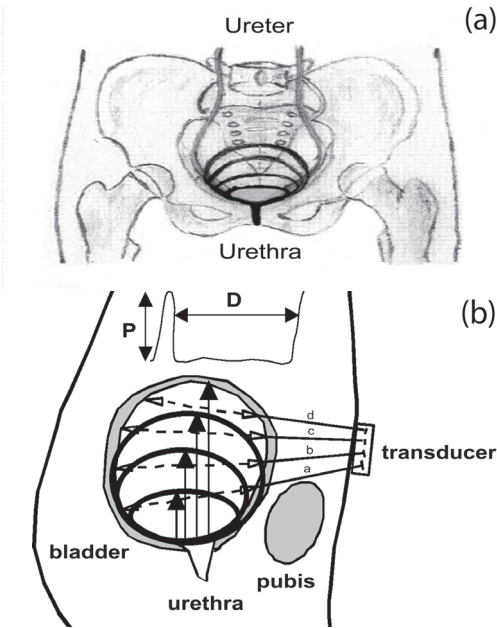 (a)
Ureter
Urethra
(b)
D
P
d
c
b
a
transducer
bladder
pubis
urethra